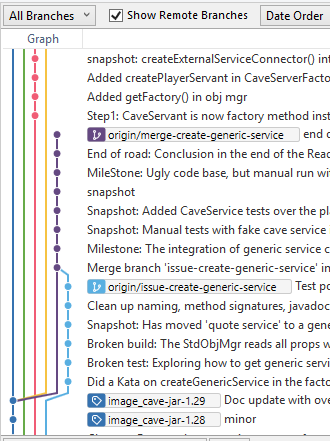 All Branches Show Remote Branches Date Order
Graph
snapshot: createExternalServiceConnector() int
Added createPlayerServant in CaveServerFacto
Added getFactory() in obj mgr
Step1: CaveServant is now factory method inst
origin/merge-create-generic-service end o
End of road: Conclusion in the end of the Reac
MileStone: Ugly code base, but manual run wit
snapshot
Snapshot: Added CaveService tests over the pl
Snapshot: Manual tests with fake cave service
Milestone: The integration of generic service c
Merge branch 'issue-create-generic-service' in
origin/issue-create-generic-service Test po
Clean up naming, method signatures, javadoc
Snapshot: Has moved 'quote service' to a gene
Broken build: The StdObjMgr reads all props w
Broken test: Exploring how to get generic servi
Did a Kata on createGenericService in the facto
image_cave-jar-1.29 Doc update with ove
image_cave-jar-1.28 minor